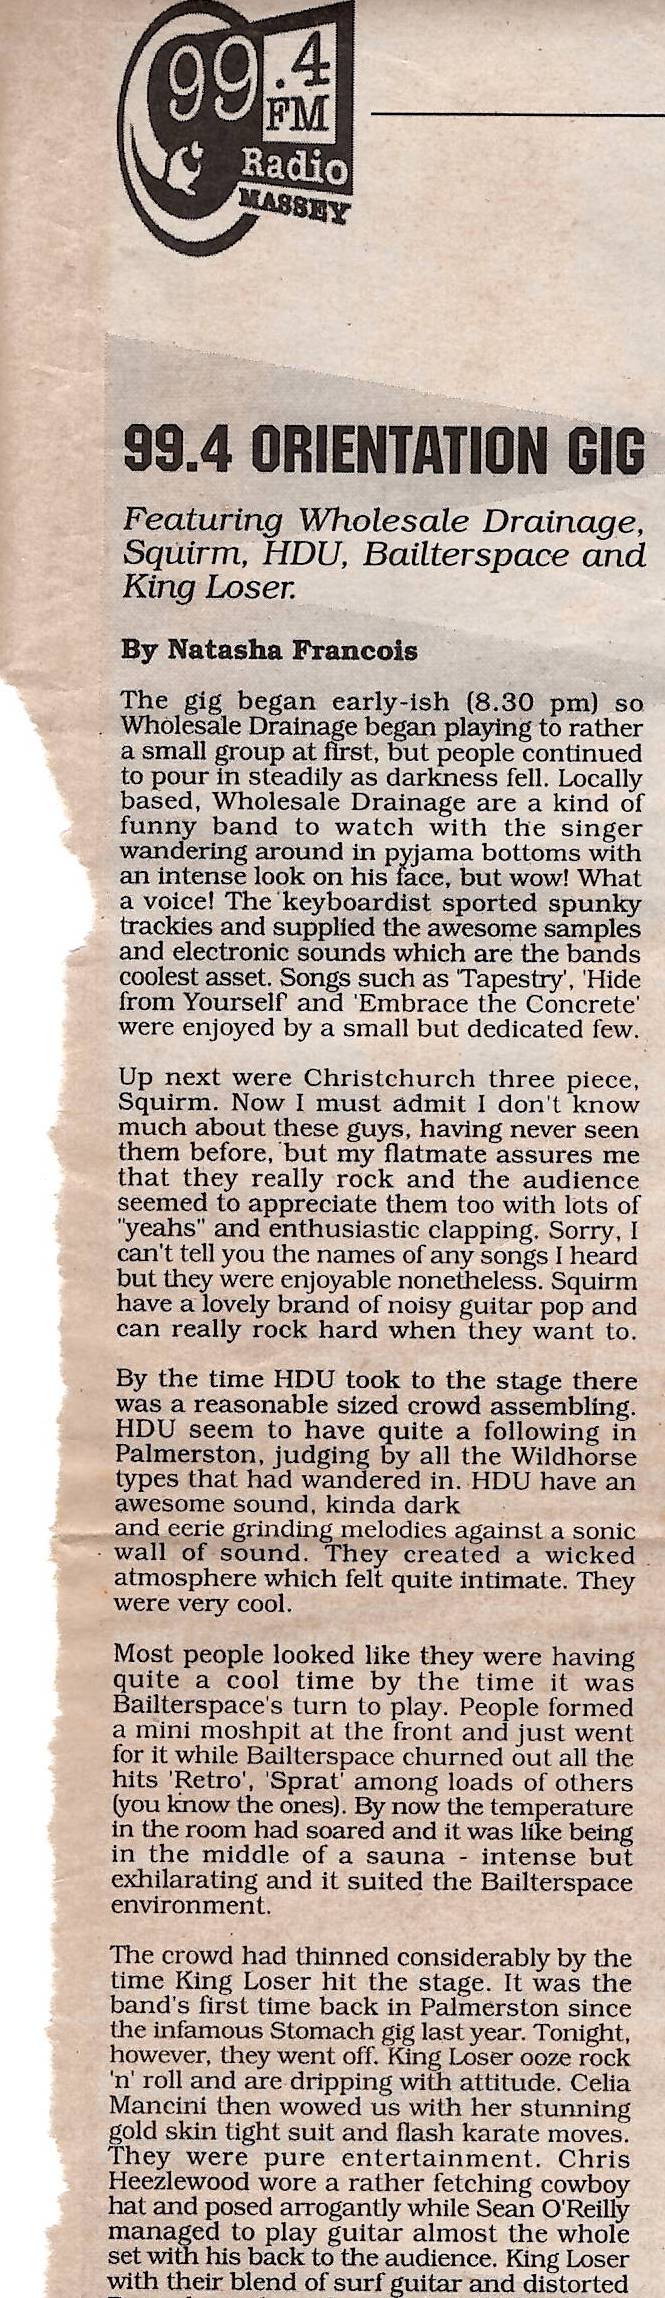 99.4
FM
Radio
MASSEY
99.4 ORIENTATION GIG
Featuring Wholesale Drainage,
Squirm, HDU, Bailterspace and
King Loser.
By Natasha Francois
The gig began early-ish (8.30 pm) so
Wholesale Drainage began playing to rather
a small group at first, but people continued
to pour in steadily as darkness fell. Locally
based, Wholesale Drainage are a kind of
funny band to watch with the singer
wandering around in pyjama bottoms with
an intense look on his face, but wow! What
a voice! The keyboardist sported spunky
trackies and supplied the awesome samples
and electronic sounds which are the bands
coolest asset. Songs such as 'Tapestry', 'Hide
from Yourself' and 'Embrace the Concrete'
were enjoyed by a small but dedicated few.
Up next were Christchurch three piece,
Squirm. Now I must admit I don't know
much about these guys, having never seen
them before, but my flatmate assures me
that they really rock and the audience
seemed to appreciate them too with lots of
"yeahs" and enthusiastic clapping. Sorry, I
can't tell you the names of any songs I heard
but they were enjoyable nonetheless. Squirm
have a lovely brand of noisy guitar pop and
can really rock hard when they want to.
By the time HDU took to the stage there
was a reasonable sized crowd assembling.
HDU seem to have quite a following in
Palmerston, judging by all the Wildhorse
types that had wandered in. HDU have an
awesome sound, kinda dark
and eerie grinding melodies against a sonic
wall of sound. They created a wicked
atmosphere which felt quite intimate. They
were very cool.
Most people looked like they were having
quite a cool time by the time it was
Bailterspace's turn to play. People formed
a mini moshpit at the front and just went
for it while Bailterspace churned out all the
hits 'Retro', 'Sprat' among loads of others
(you know the ones). By now the temperature
in the room had soared and it was like being
in the middle of a sauna - intense but
exhilarating and it suited the Bailterspace
environment.
The crowd had thinned considerably by the
time King Loser hit the stage. It was the
band's first time back in Palmerston since
the infamous Stomach gig last year. Tonight,
however, they went off. King Loser ooze rock
'n' roll and are dripping with attitude. Celia
Mancini then wowed us with her stunning
gold skin tight suit and flash karate moves.
They were pure entertainment. Chris
Heezlewood wore a rather fetching cowboy
hat and posed arrogantly while Sean O'Reilly
managed to play guitar almost the whole
set with his back to the audience. King Loser
with their blend of surf guitar and distorted